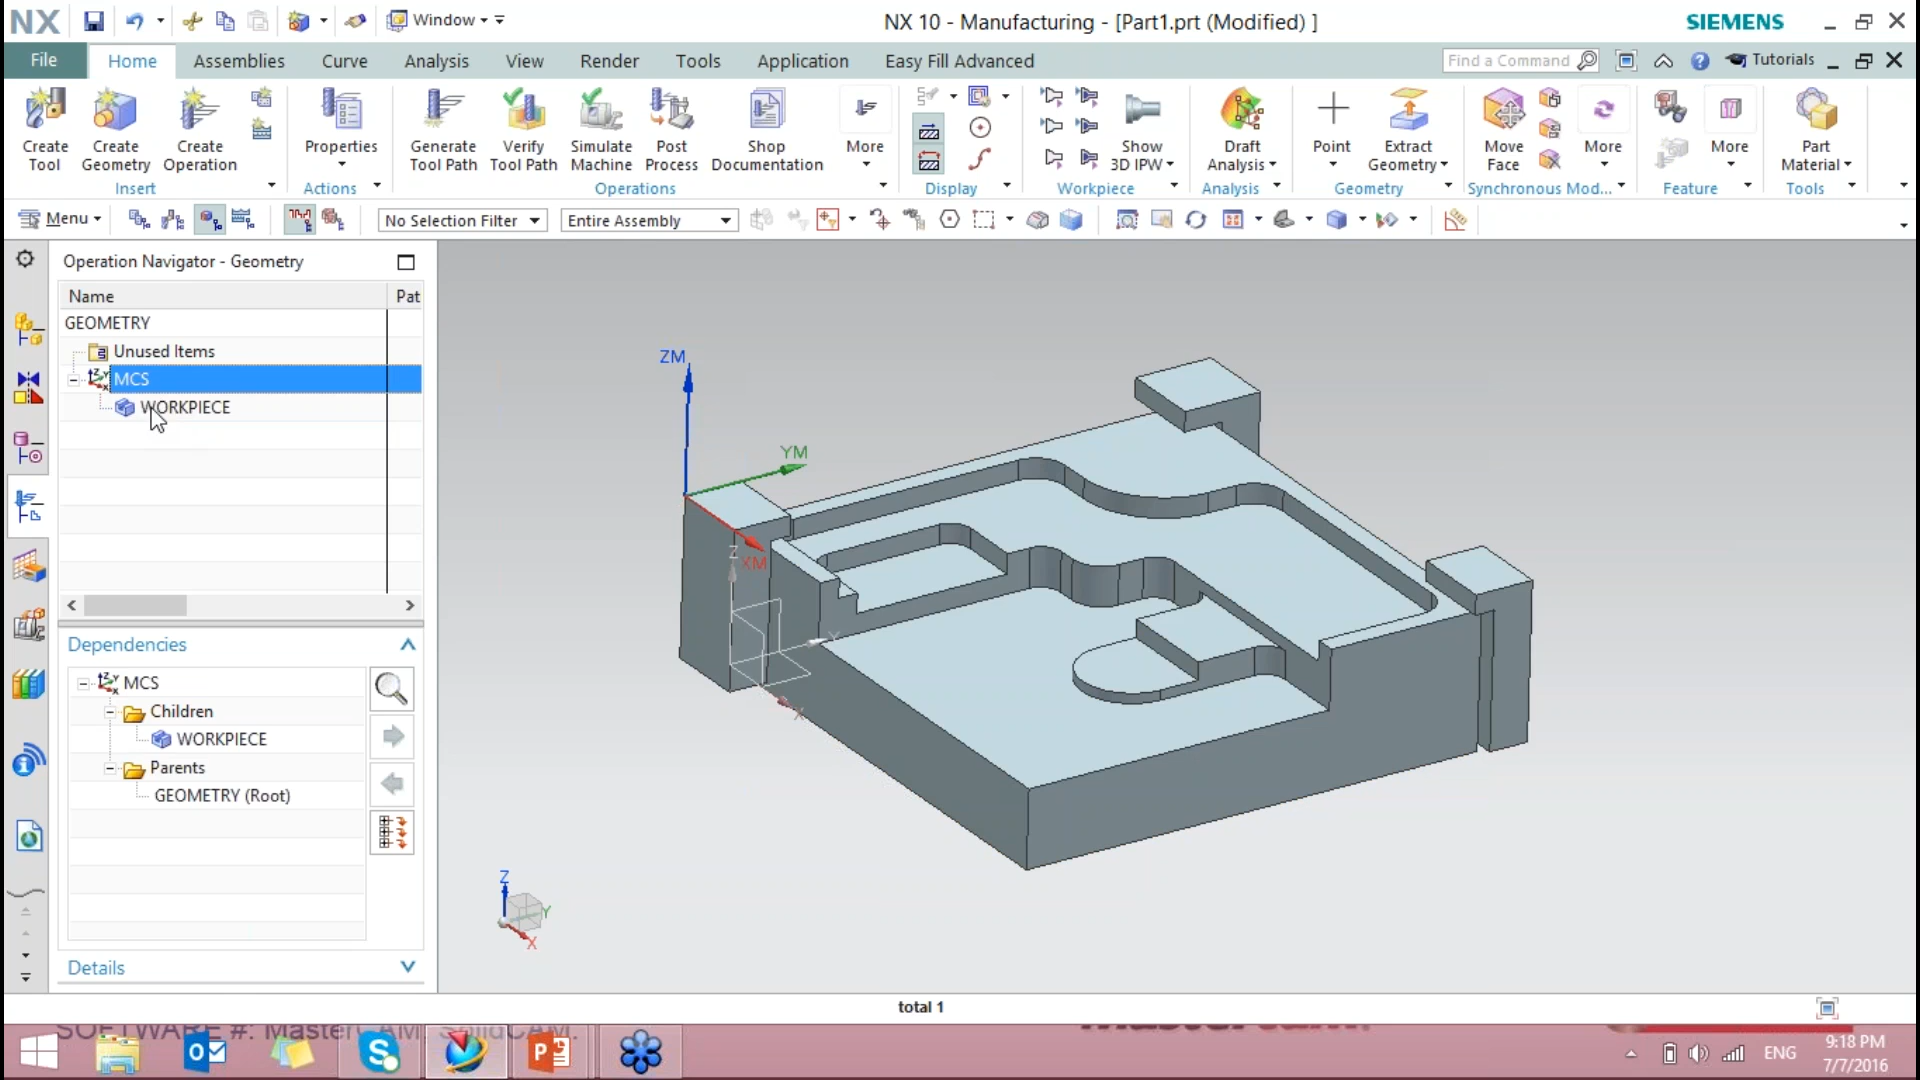 NX Window NX 10 - Manufacturing - [Part1.prt (Modified) ] SIEMENS
File Home Assemblies Curve Analysis View Render Tools Application Easy Fill Advanced Find a Command Tutorials
Create Tool Create Geometry Create Operation Properties Generate Tool Path Verify Tool Path Simulate Machine Post Process Shop Documentation More Show 3D IPW Draft Analysis Point Extract Geometry Move Face More More Part Material
Insert Actions Operations Display Workpiece Analysis Geometry Synchronous Mod... Feature Tools
Menu No Selection Filter Entire Assembly
Operation Navigator - Geometry
Name Pat
GEOMETRY
Unused Items
MCS
WORKPIECE
ZM
YM
XM
Z
Y
X
Dependencies
MCS
Children
WORKPIECE
Parents
GEOMETRY (Root)
Z
Y
X
Details
total 1
SOFTWARE #: MasterCAM, SolidCAM.
ENG 9:18 PM
7/7/2016